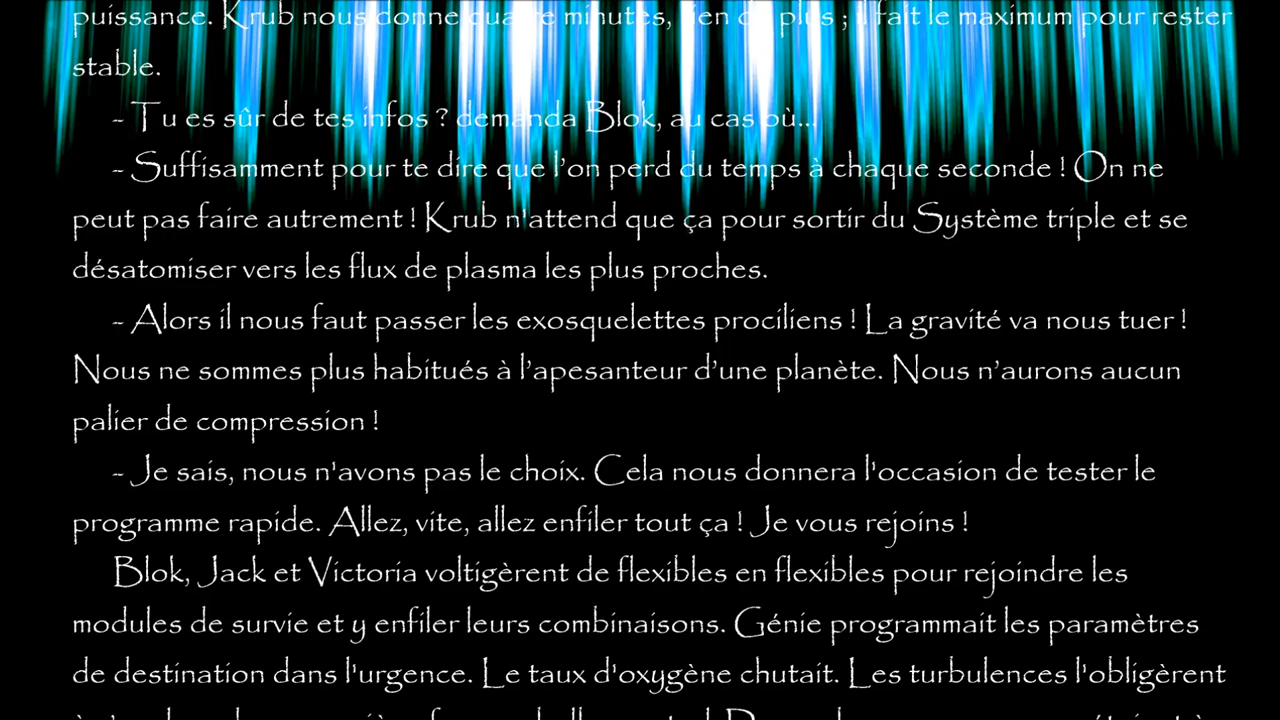 puissance. Krub nous donne quatre minutes, rien de plus ; il fait le maximum pour rester
stable.
- Tu es sûr de tes infos ? demanda Blok, au cas où...
- Suffisamment pour te dire que l’on perd du temps à chaque seconde ! On ne
peut pas faire autrement ! Krub n'attend que ça pour sortir du Système triple et se
désatomiser vers les flux de plasma les plus proches.
- Alors il nous faut passer les exosquelettes prociliens ! La gravité va nous tuer !
Nous ne sommes plus habitués à l’apesanteur d’une planète. Nous n’aurons aucun
palier de compression !
- Je sais, nous n'avons pas le choix. Cela nous donnera l'occasion de tester le
programme rapide. Allez, vite, allez enfiler tout ça ! Je vous rejoins !
Blok, Jack et Victoria voltigèrent de flexibles en flexibles pour rejoindre les
modules de survie et y enfiler leurs combinaisons. Génie programmait les paramètres
de destination dans l'urgence. Le taux d'oxygène chutait. Les turbulences l'obligèrent